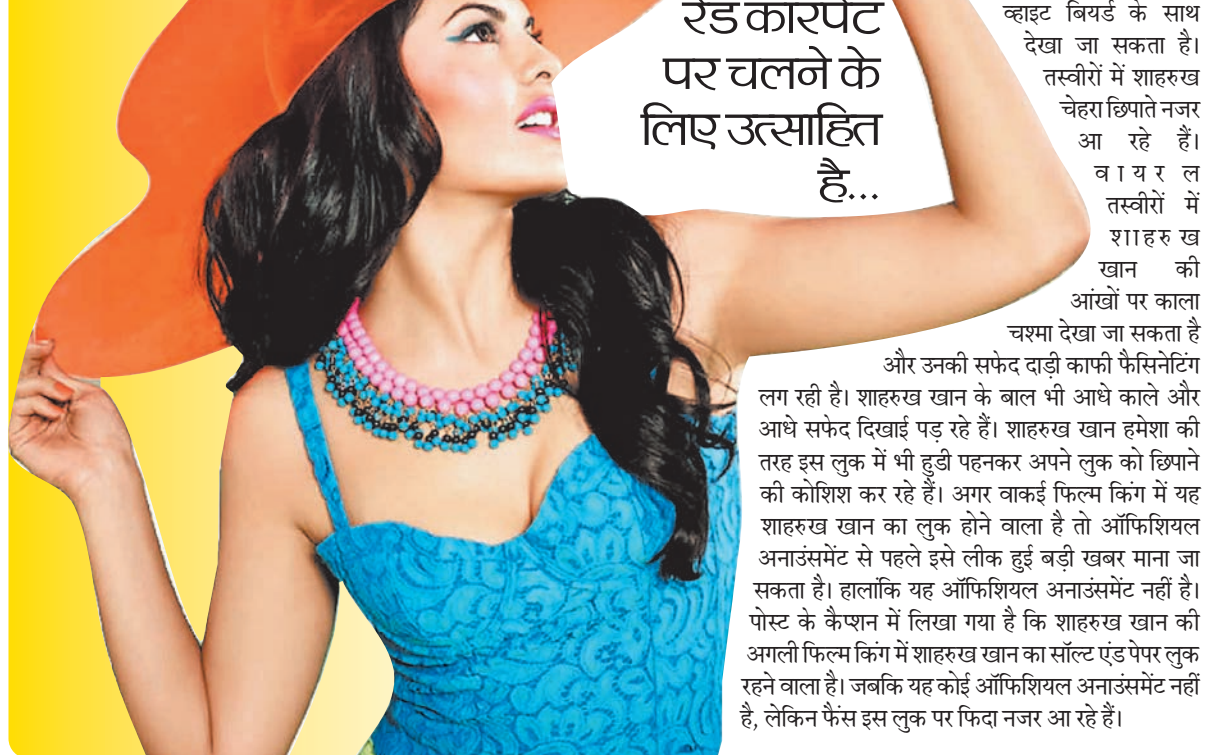 रेड कारपेट
पर चलने के
लिए उत्साहित
है...
व्हाइट बियर्ड के साथ
देखा जा सकता है।
तस्वीरों में शाहरुख
चेहरा छिपाते नजर
आ रहे हैं।
वायरल
तस्वीरों में
शाहरुख
खान की
आंखों पर काला
चश्मा देखा जा सकता है
और उनकी सफेद दाड़ी काफी फैसिनेटिंग
लग रही है। शाहरुख खान के बाल भी आधे काले और
आधे सफेद दिखाई पड़ रहे हैं। शाहरुख खान हमेशा की
तरह इस लुक में भी हुडी पहनकर अपने लुक को छिपाने
की कोशिश कर रहे हैं। अगर वाकई फिल्म किंग में यह
शाहरुख खान का लुक होने वाला है तो ऑफिशियल
अनाउंसमेंट से पहले इसे लीक हुई बड़ी खबर माना जा
सकता है। हालांकि यह ऑफिशियल अनाउंसमेंट नहीं है।
पोस्ट के कैप्शन में लिखा गया है कि शाहरुख खान की
अगली फिल्म किंग में शाहरुख खान का सॉल्ट एंड पेपर लुक
रहने वाला है। जबकि यह कोई ऑफिशियल अनाउंसमेंट नहीं
है, लेकिन फैंस इस लुक पर फिदा नजर आ रहे हैं।